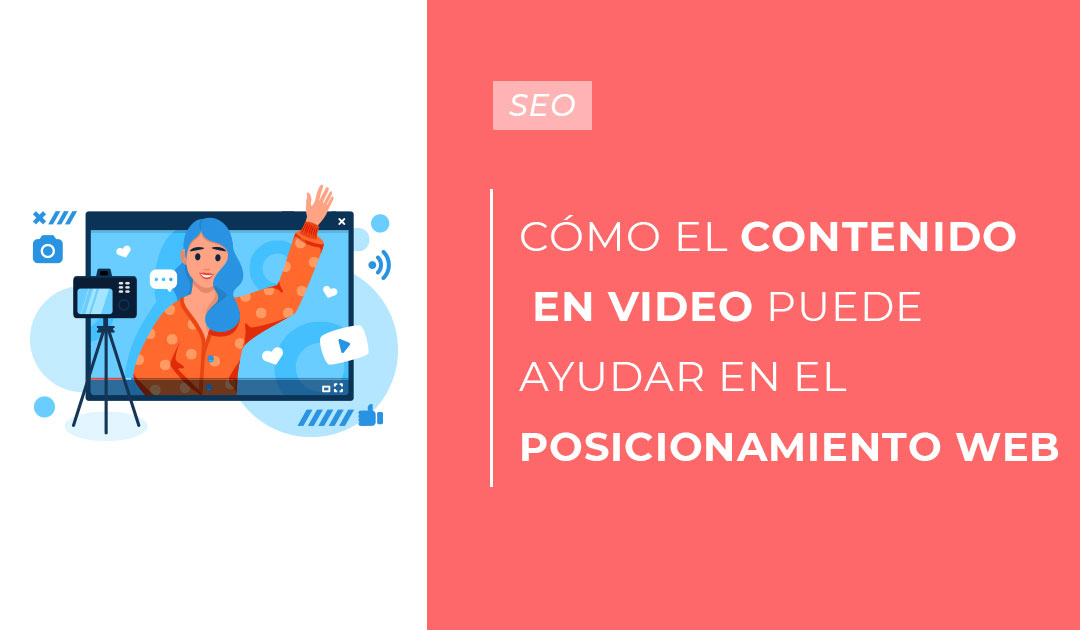 SEO
CÓMO EL CONTENIDO
EN VIDEO PUEDE
AYUDAR EN EL
POSICIONAMIENTO WEB